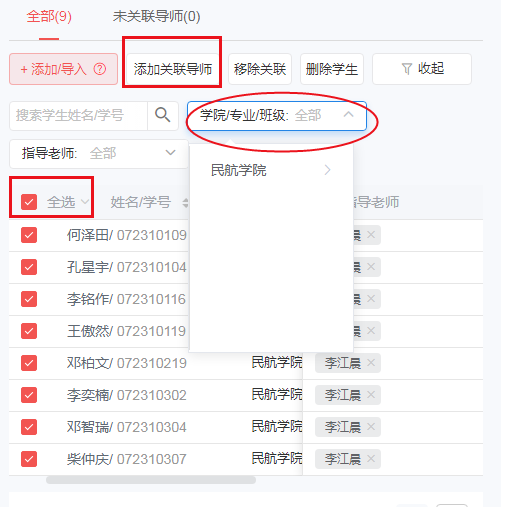 全部(9) 未关联导师(0)
+ 添加/导入 ? 添加关联导师 移除关联 删除学生 收起
搜索学生姓名/学号 学院/专业/班级: 全部
指导老师: 全部
民航学院
全选 姓名/学号 指导老师
何泽田/ 072310109 晨 ×
孔星宇/ 072310104 晨 ×
李铭作/ 072310116 晨 ×
王傲然/ 072310119 晨 ×
邓柏文/ 072310219 民航学院 李江晨 ×
李奕楠/ 072310302 民航学院 李江晨 ×
邓智瑞/ 072310304 民航学院 李江晨 ×
柴仲庆/ 072310307 民航学院 李江晨 ×